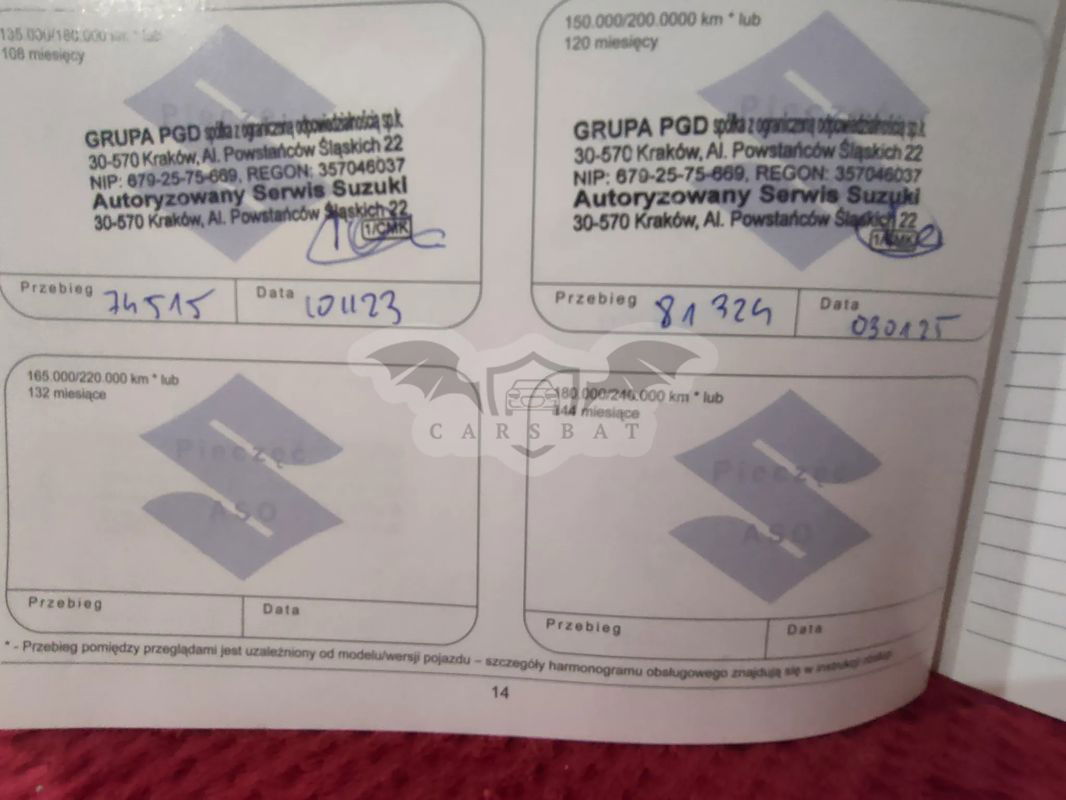 135.000/180.000 km * lub
108 miesięcy
Pieczęć
GRUPA PGD spółka z ograniczoną odpowiedzialnością sp.k.
30-570 Kraków, Al. Powstańców Śląskich 22
NIP: 679-25-75-669, REGON: 357046037
Autoryzowany Serwis Suzuki
30-570 Kraków, Al. Powstańców Śląskich 22
1/CMK
Przebieg 74515
Data
150.000/200.0000 km * lub
120 miesięcy
Pieczęć
GRUPA PGD spółka z ograniczoną odpowiedzialnością sp.k.
30-570 Kraków, Al. Powstańców Śląskich 22
NIP: 679-25-75-669, REGON: 357046037
Autoryzowany Serwis Suzuki
30-570 Kraków, Al. Powstańców Śląskich 22
1/CMK
Przebieg 81324
Data 030125
165.000/220.000 km * lub
132 miesiące
Pieczęć
ASO
Przebieg
Data
180.000/240.000 km * lub
144 miesiące
Pieczęć
ASO
Przebieg
Data
CARSBAT
* - Przebieg pomiędzy przeglądami jest uzależniony od modelu/wersji pojazdu – szczegóły harmonogramu obsługowego znajdują się w instrukcji obsługi
14